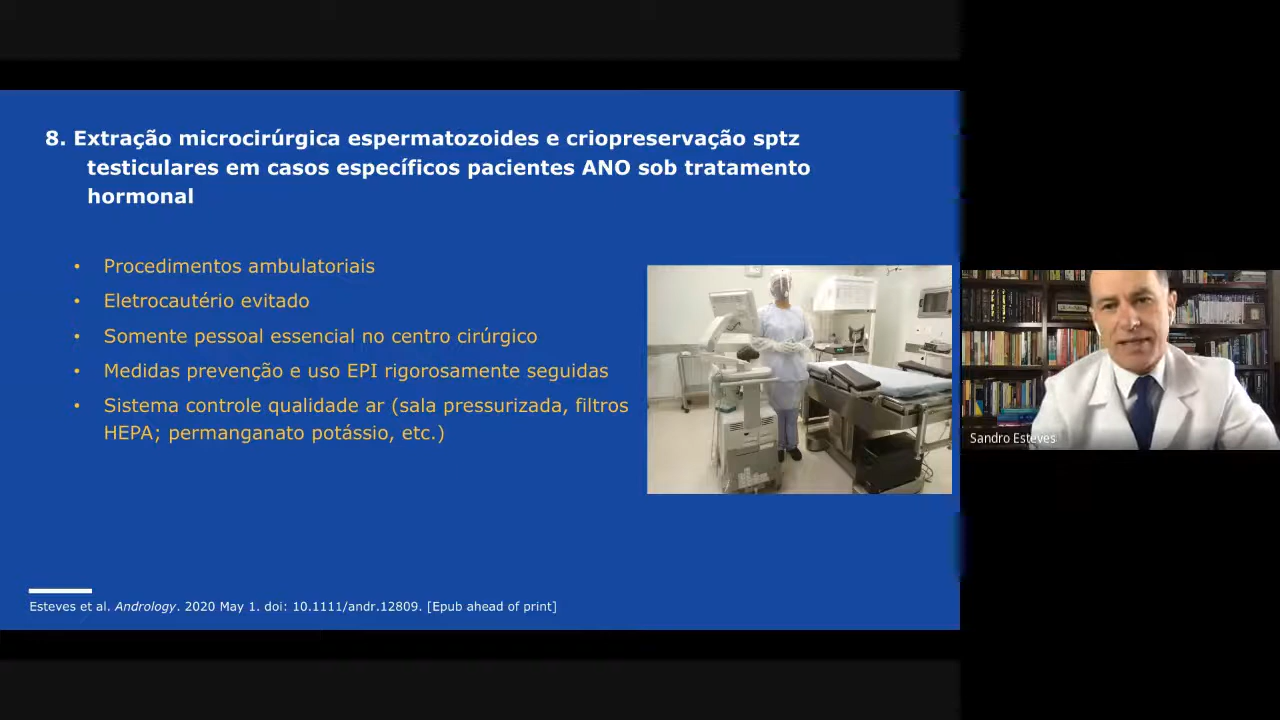 8. Extração microcirúrgica espermatozoides e criopreservação sptz
testiculares em casos específicos pacientes ANO sob tratamento
hormonal
• Procedimentos ambulatoriais
• Eletrocautério evitado
• Somente pessoal essencial no centro cirúrgico
• Medidas prevenção e uso EPI rigorosamente seguidas
• Sistema controle qualidade ar (sala pressurizada, filtros
HEPA; permanganato potássio, etc.)
Esteves et al. Andrology. 2020 May 1. doi: 10.1111/andr.12809. [Epub ahead of print]
Sandro Esteves